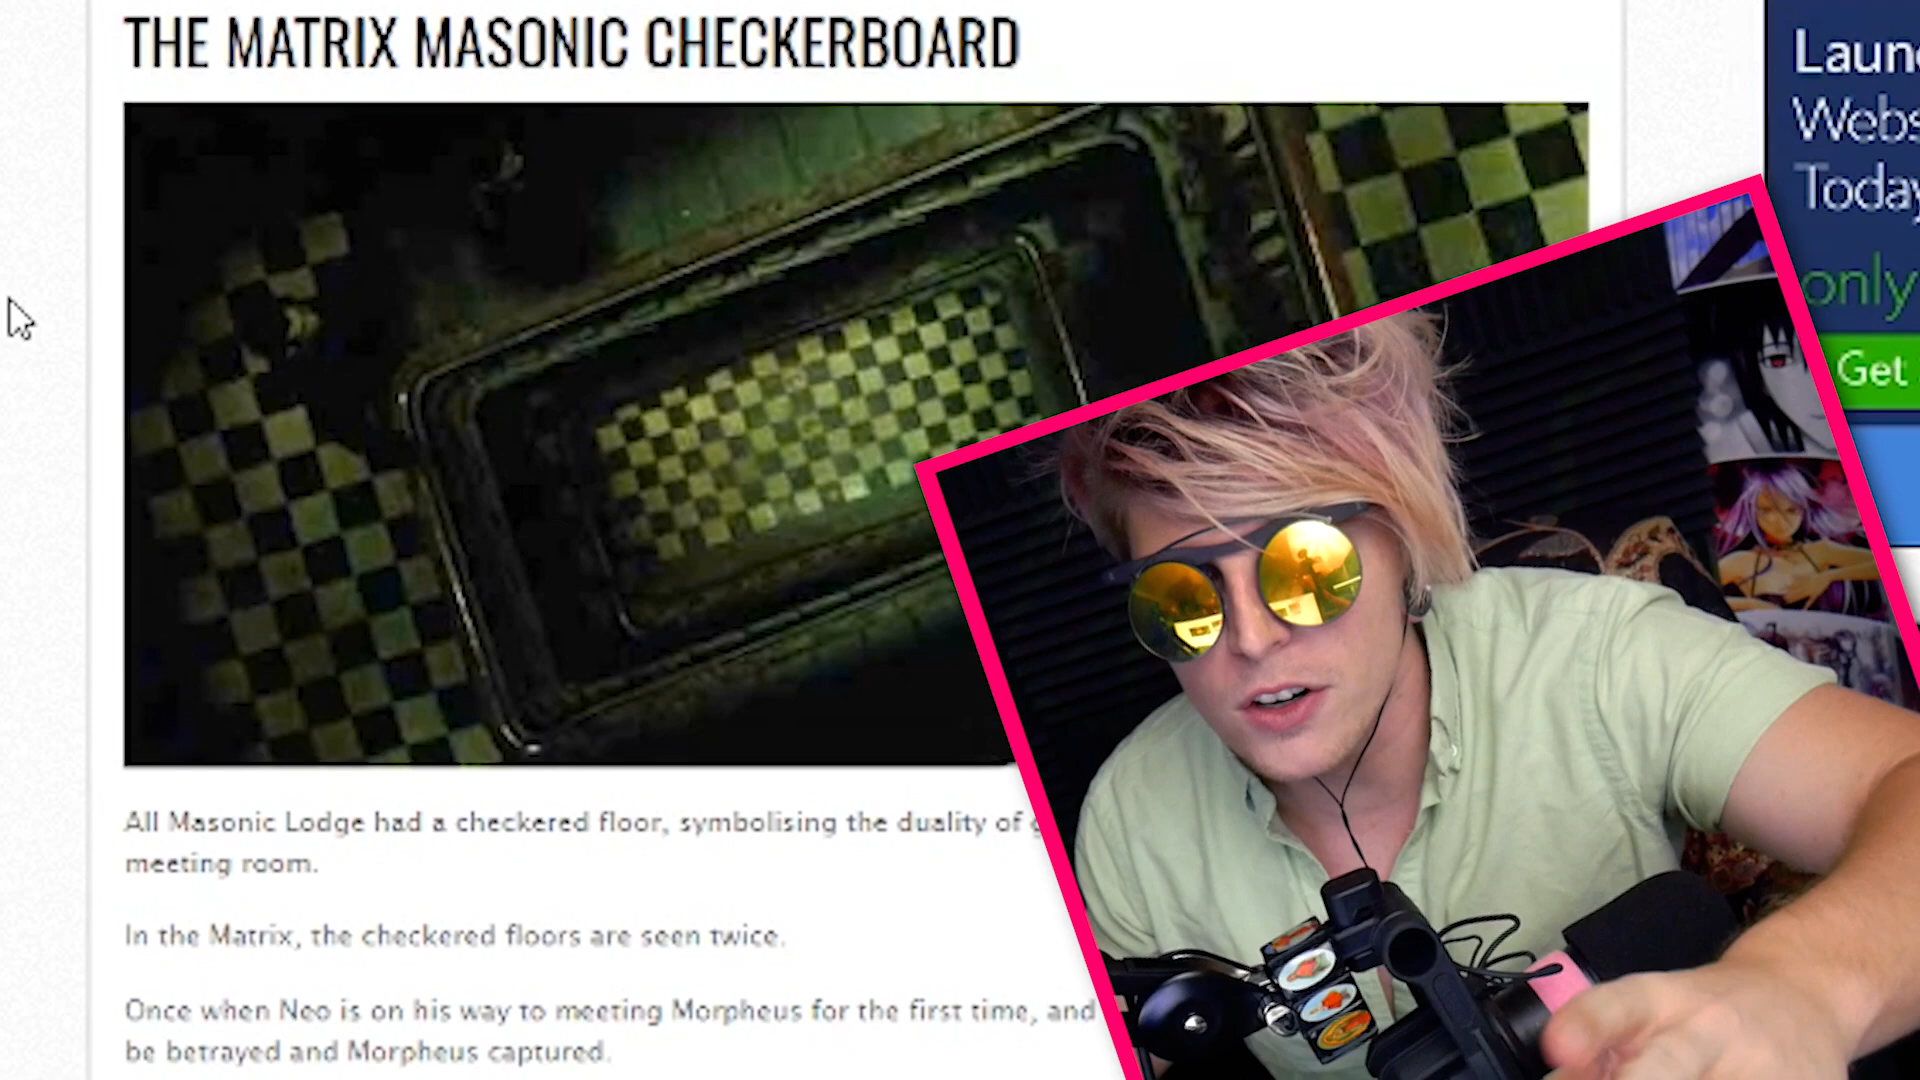 THE MATRIX MASONIC CHECKERBOARD
Laun
Webs
Today
only
Get
All Masonic Lodge had a checkered floor, symbolising the duality of
meeting room.
In the Matrix, the checkered floors are seen twice.
Once when Neo is on his way to meeting Morpheus for the first time, and
be betrayed and Morpheus captured.